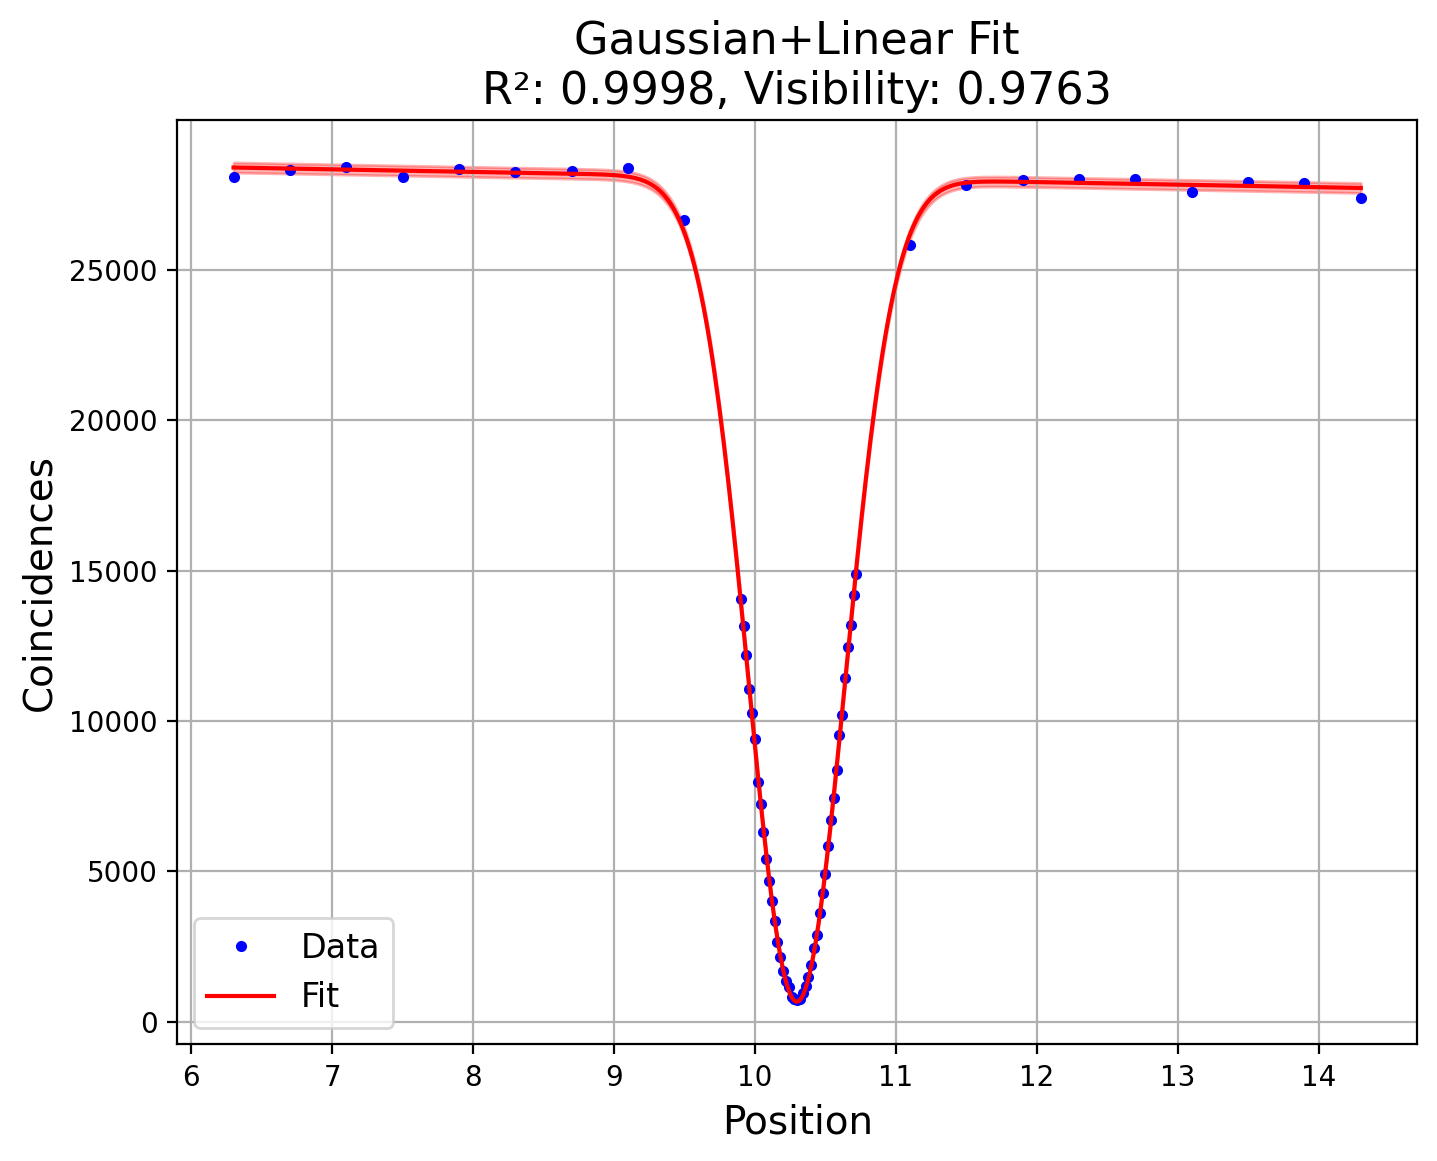 Gaussian+Linear Fit
R²: 0.9998, Visibility: 0.9763
Coincidences
25000
20000
15000
10000
5000
0
Data
Fit
6 7 8 9 10 11 12 13 14
Position